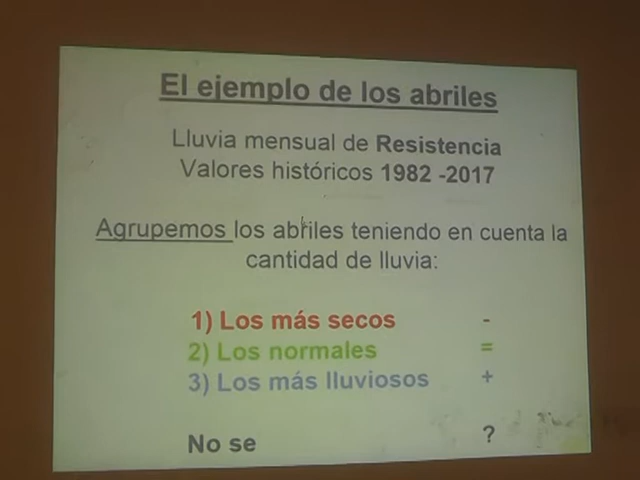 El ejemplo de los abriles
Lluvia mensual de Resistencia
Valores históricos 1982 -2017
Agrupemos los abriles teniendo en cuenta la
cantidad de lluvia:
1) Los más secos -
2) Los normales =
3) Los más lluviosos +
No se ?